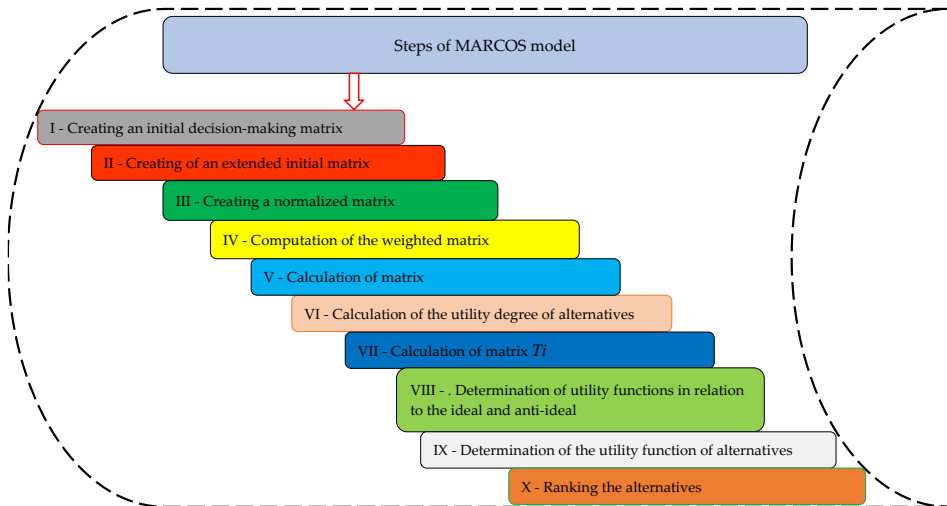 Steps of MARCOS model
I - Creating an initial decision-making matrix
II - Creating of an extended initial matrix
III - Creating a normalized matrix
IV - Computation of the weighted matrix
V - Calculation of matrix
VI - Calculation of the utility degree of alternatives
VII - Calculation of matrix Ti
VIII - . Determination of utility functions in relation
to the ideal and anti-ideal
IX - Determination of the utility function of alternatives
X - Ranking the alternatives